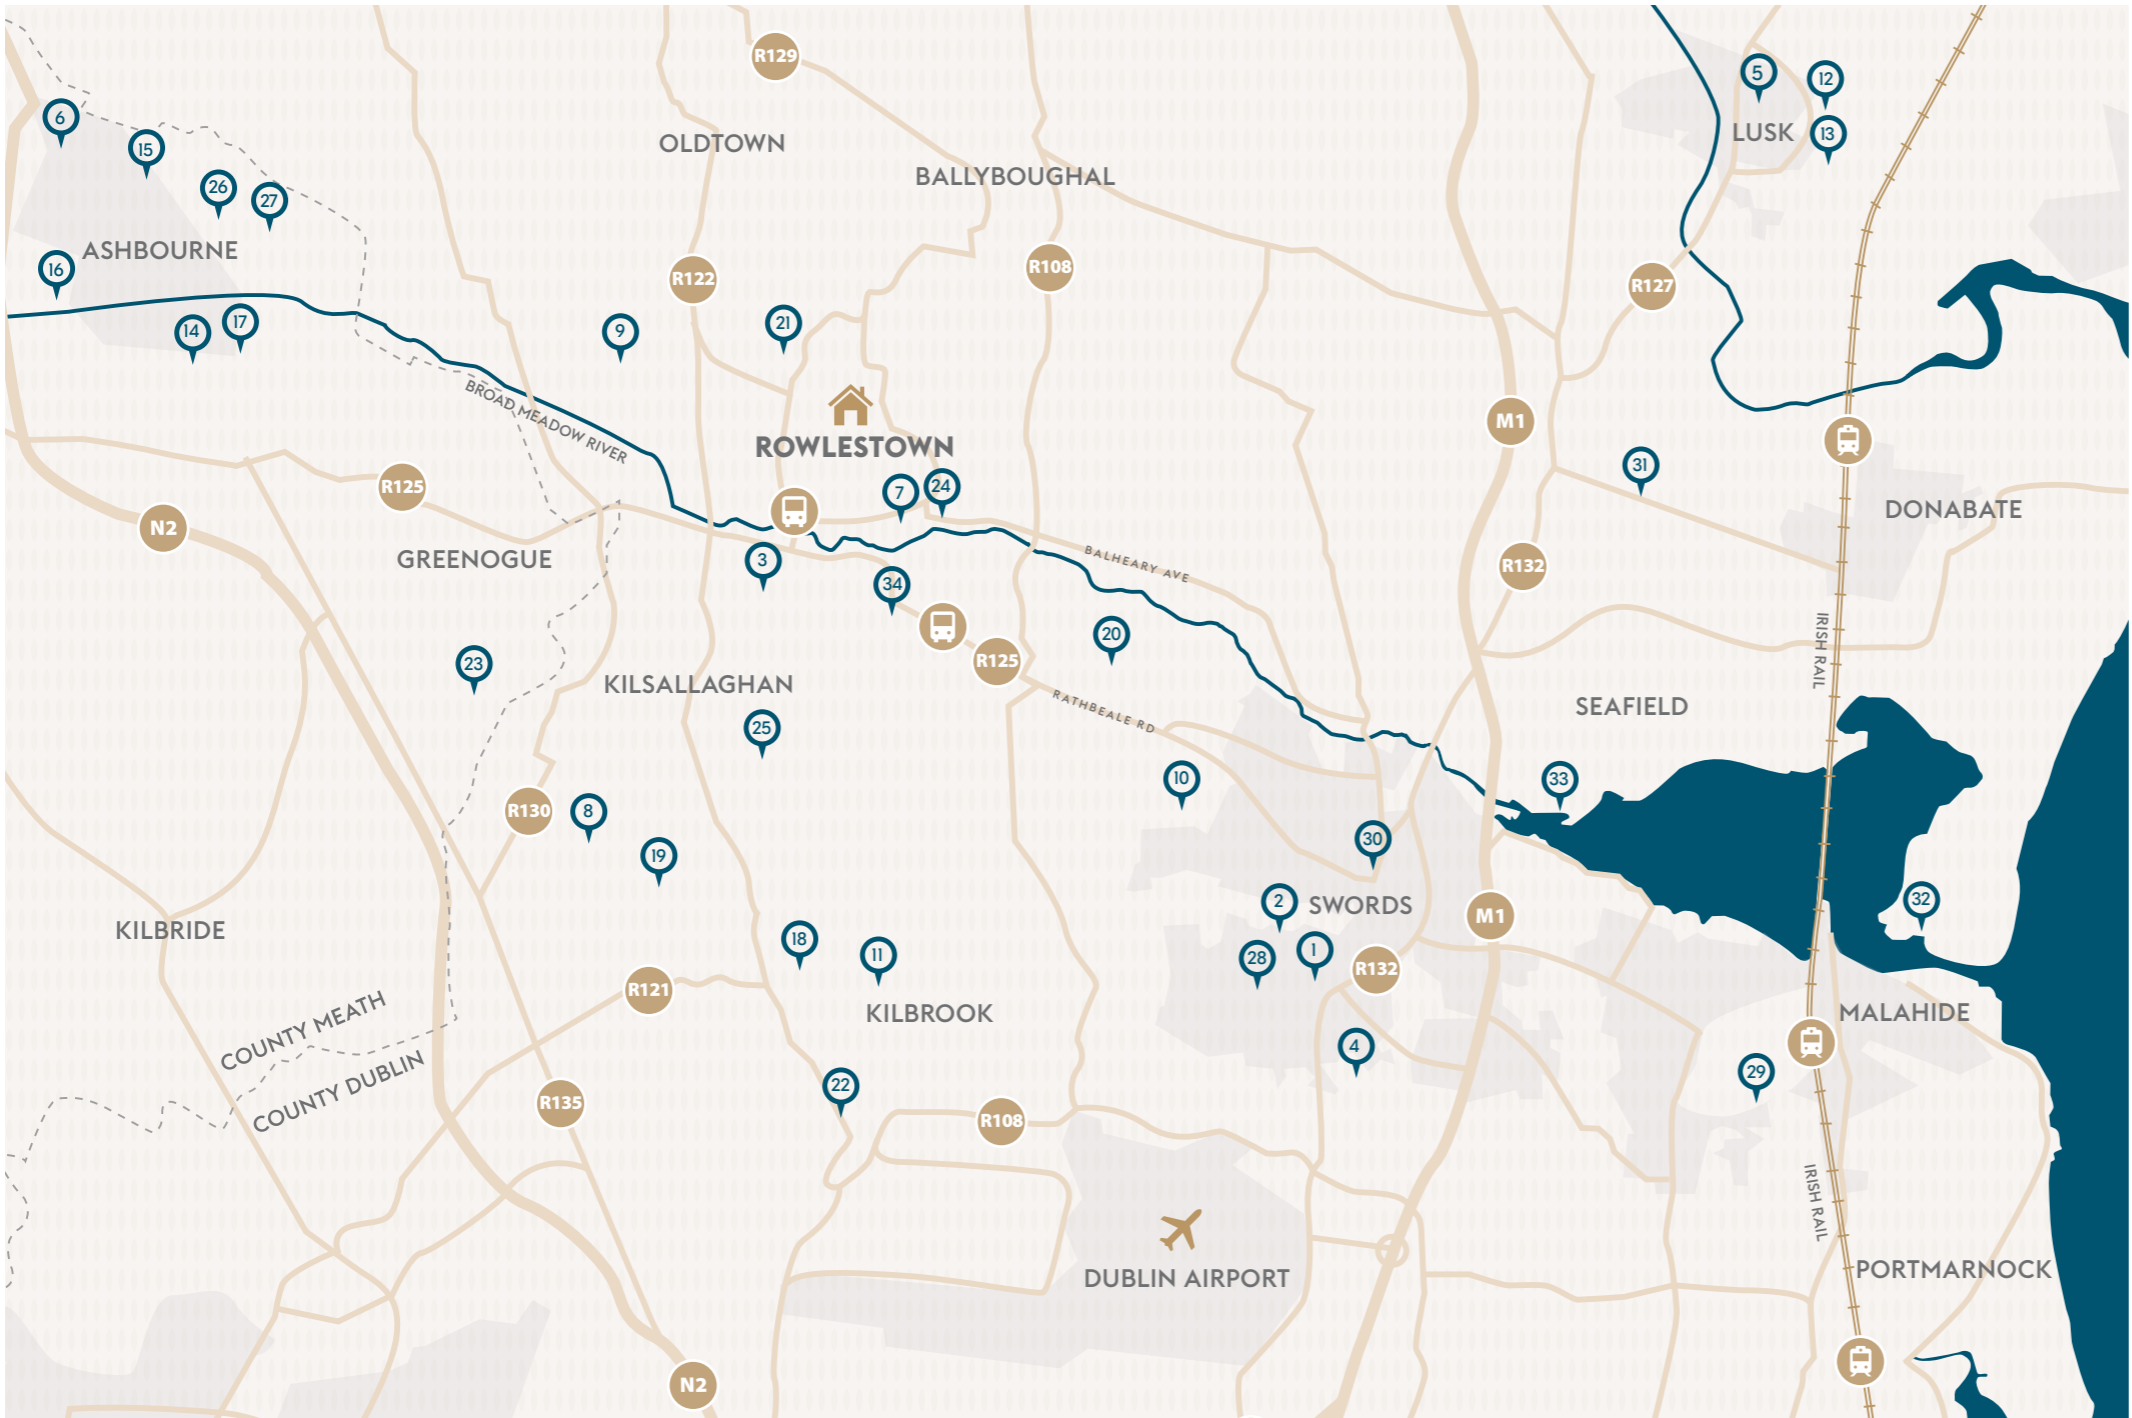 R129
5
12
6
13
LUSK
OLDTOWN
15
BALLYBOUGHAL
26
27
ASHBOURNE
16
R122
R108
R127
14
17
9
21
BROAD MEADOW RIVER
M1
ROWLESTOWN
31
R125
7
24
DONABATE
N2
GREENOGUE
3
BALHEARY AVE
R132
34
20
IRISH RAIL
23
R125
KILSALLAGHAN
RATHBEALE RD
SEAFIELD
25
10
33
R130
8
30
19
2
SWORDS
M1
32
KILBRIDE
18
11
28
1
R132
R121
KILBROOK
MALAHIDE
COUNTY MEATH
4
29
COUNTY DUBLIN
22
R135
R108
IRISH RAIL
DUBLIN AIRPORT
PORTMARNOCK
N2